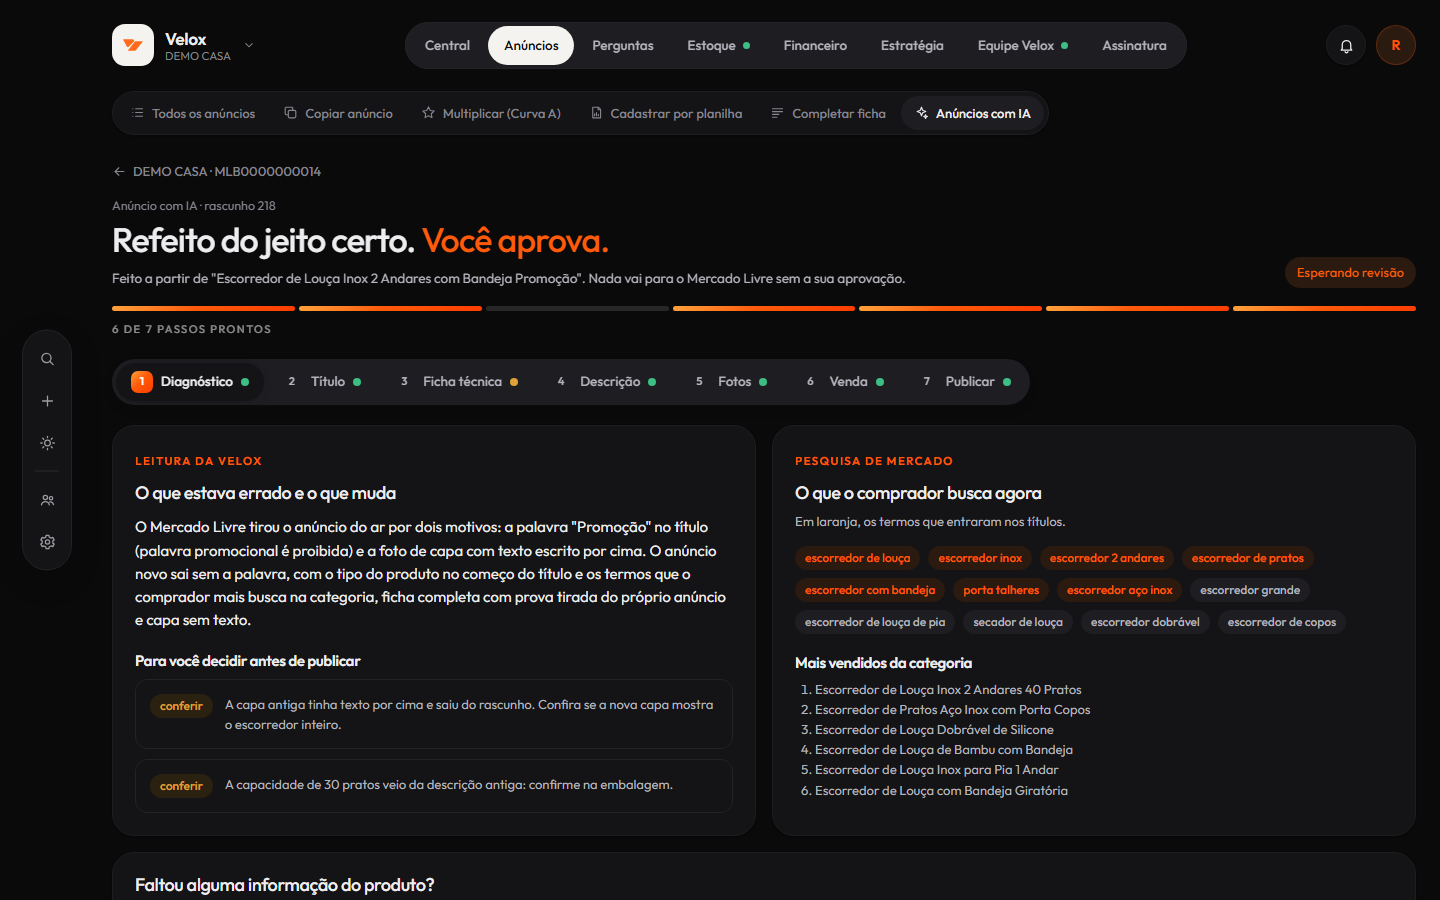 Velox
DEMO CASA
Central
Anúncios
Perguntas
Estoque
Financeiro
Estratégia
Equipe Velox
Assinatura
R
Todos os anúncios
Copiar anúncio
Multiplicar (Curva A)
Cadastrar por planilha
Completar ficha
Anúncios com IA
DEMO CASA · MLB0000000014
Anúncio com IA · rascunho 218
Refeito do jeito certo. Você aprova.
Feito a partir de "Escorredor de Louça Inox 2 Andares com Bandeja Promoção". Nada vai para o Mercado Livre sem a sua aprovação.
Esperando revisão
6 DE 7 PASSOS PRONTOS
1 Diagnóstico
2 Título
3 Ficha técnica
4 Descrição
5 Fotos
6 Venda
7 Publicar
LEITURA DA VELOX
O que estava errado e o que muda
O Mercado Livre tirou o anúncio do ar por dois motivos: a palavra "Promoção" no título
(palavra promocional é proibida) e a foto de capa com texto escrito por cima. O anúncio
novo sai sem a palavra, com o tipo do produto no começo do título e os termos que o
comprador mais busca na categoria, ficha completa com prova tirada do próprio anúncio
e capa sem texto.
Para você decidir antes de publicar
conferir
A capa antiga tinha texto por cima e saiu do rascunho. Confira se a nova capa mostra
o escorredor inteiro.
conferir
A capacidade de 30 pratos veio da descrição antiga: confirme na embalagem.
PESQUISA DE MERCADO
O que o comprador busca agora
Em laranja, os termos que entraram nos títulos.
escorredor de louça
escorredor inox
escorredor 2 andares
escorredor de pratos
escorredor com bandeja
porta talheres
escorredor aço inox
escorredor grande
escorredor de louça de pia
secador de louça
escorredor dobrável
escorredor de copos
Mais vendidos da categoria
1. Escorredor de Louça Inox 2 Andares 40 Pratos
2. Escorredor de Pratos Aço Inox com Porta Copos
3. Escorredor de Louça Dobrável de Silicone
4. Escorredor de Louça de Bambu com Bandeja
5. Escorredor de Louça Inox para Pia 1 Andar
6. Escorredor de Louça com Bandeja Giratória
Faltou alguma informação do produto?